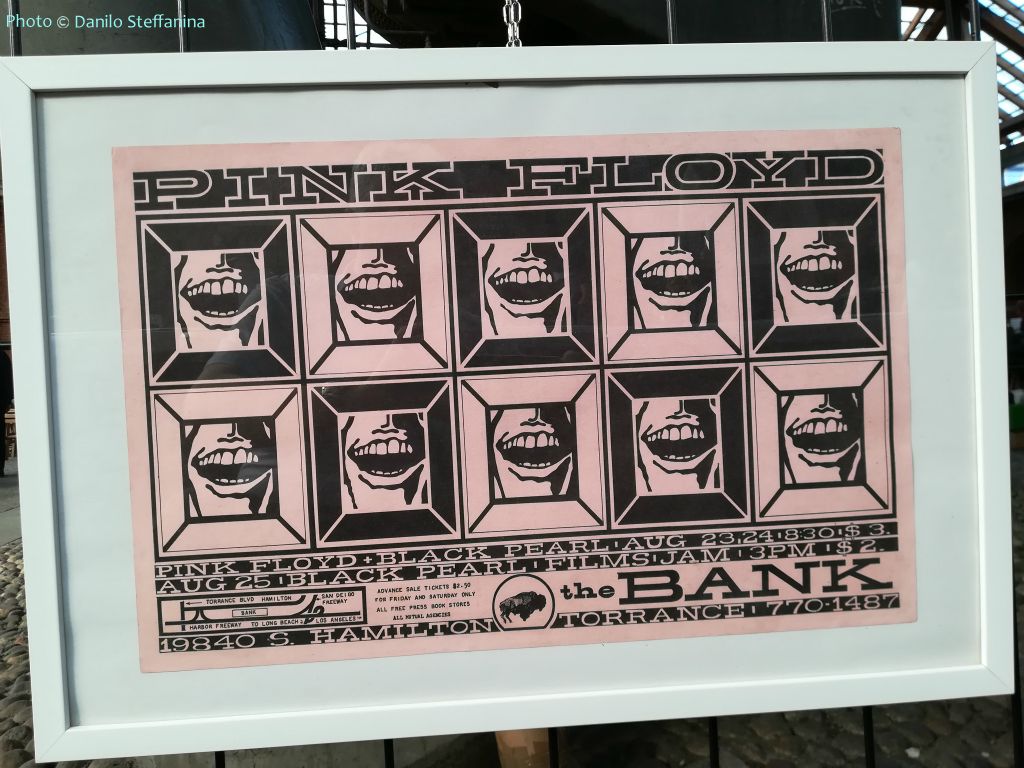 Photo © Danilo Steffanina
PINK FLOYD
PINK FLOYD + BLACK PEARL AUG 23,24 8:30 $3.
AUG 25 BLACK PEARL FILMS JAM 3PM $2.
TORRANCE BLVD HAMILTON
SAN DEIGO
FREEWAY
BANK
HARBOR FREEWAY TO LONG BEACH
LOS ANGELES
ADVANCE SALE TICKETS $2.50
FOR FRIDAY AND SATURDAY ONLY
ALL FREE PRESS BOOK STORES
ALL MUTUAL AGENCIES
the BANK
19840 S. HAMILTON TORRANCE 770-1487